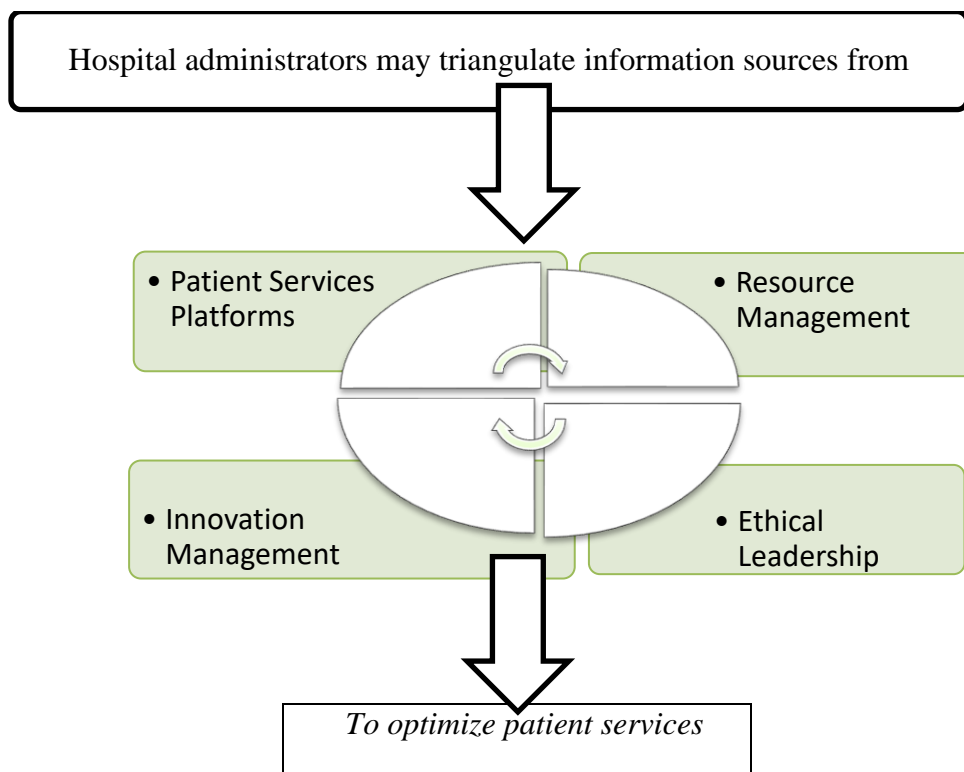 Hospital administrators may triangulate information sources from
• Patient Services
Platforms
• Resource
Management
• Innovation
Management
• Ethical
Leadership
To optimize patient services